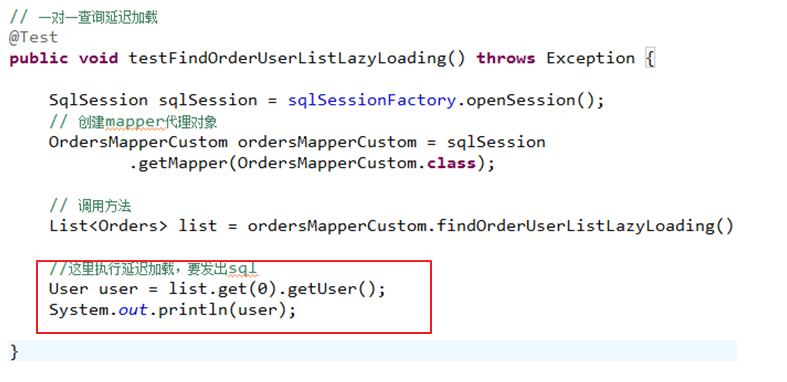 // 一对一查询延迟加载
@Test
public void testFindOrderUserListLazyLoading() throws Exception {
SqlSession sqlSession = sqlSessionFactory.openSession();
// 创建mapper代理对象
OrdersMapperCustom ordersMapperCustom = sqlSession
.getMapper(OrdersMapperCustom.class);
// 调用方法
List<Orders> list = ordersMapperCustom.findOrderUserListLazyLoading()
//这里执行延迟加载，要发出sql
User user = list.get(0).getUser();
System.out.println(user);
}